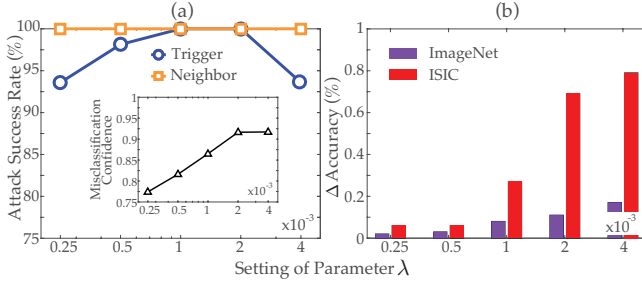 (a)
100
95
90
85
80
75
Attack Success Rate (%)
Trigger
Neighbor
1
0.95
0.9
0.85
0.8
0.75
Misclassification
Confidence
0.25 0.5 1 2 4
x10⁻³
0.25 0.5 1 2 4
x10⁻³
(b)
1
0.8
0.6
0.4
0.2
0
Δ Accuracy (%)
ImageNet
ISIC
x10⁻³
0.25 0.5 1 2 4
Setting of Parameter λ